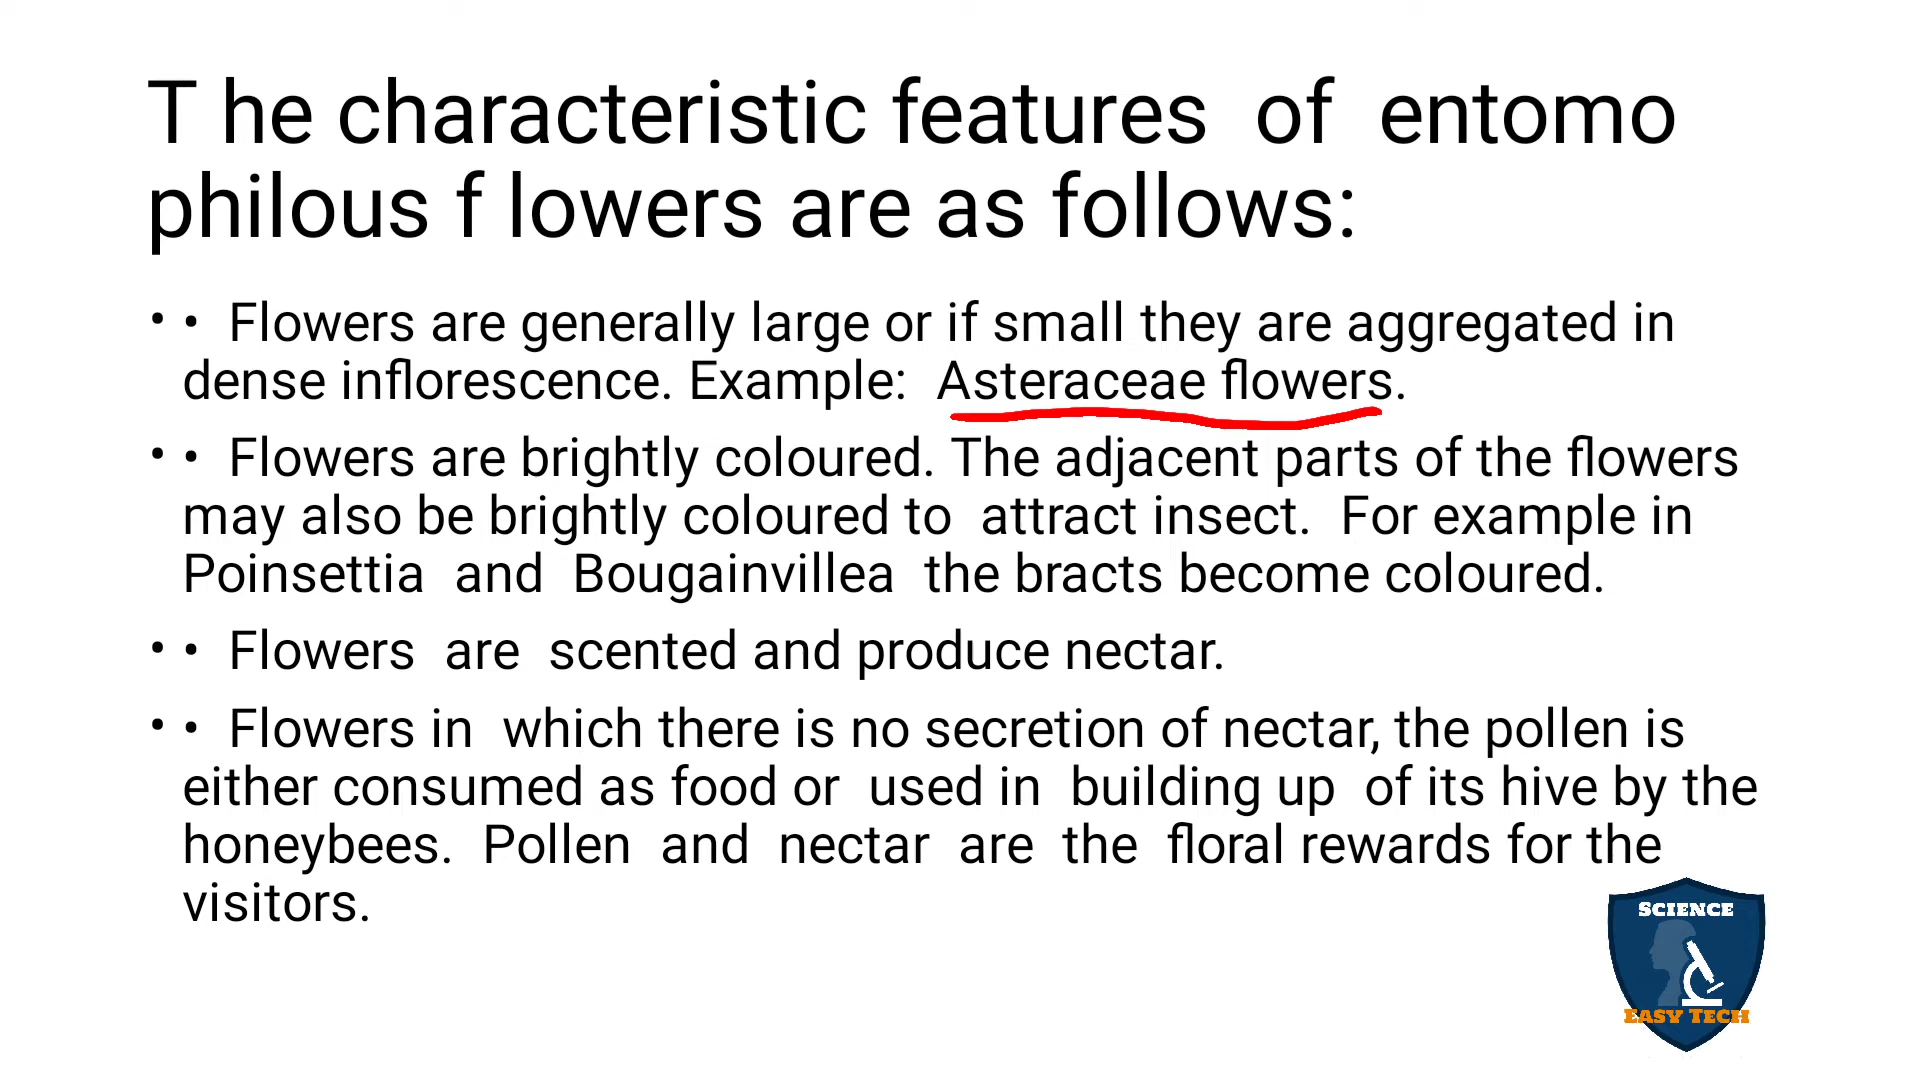 T he characteristic features  of  entomo
philous f lowers are as follows:
• •  Flowers are generally large or if small they are aggregated in
dense inflorescence. Example:  Asteraceae flowers.
• •  Flowers are brightly coloured. The adjacent parts of the flowers
may also be brightly coloured to  attract insect.  For example in
Poinsettia  and  Bougainvillea  the bracts become coloured.
• •  Flowers  are  scented and produce nectar.
• •  Flowers in  which there is no secretion of nectar, the pollen is
either consumed as food or  used in  building up  of its hive by the
honeybees.  Pollen  and  nectar  are  the  floral rewards for the
visitors.
SCIENCE
EASY TECH